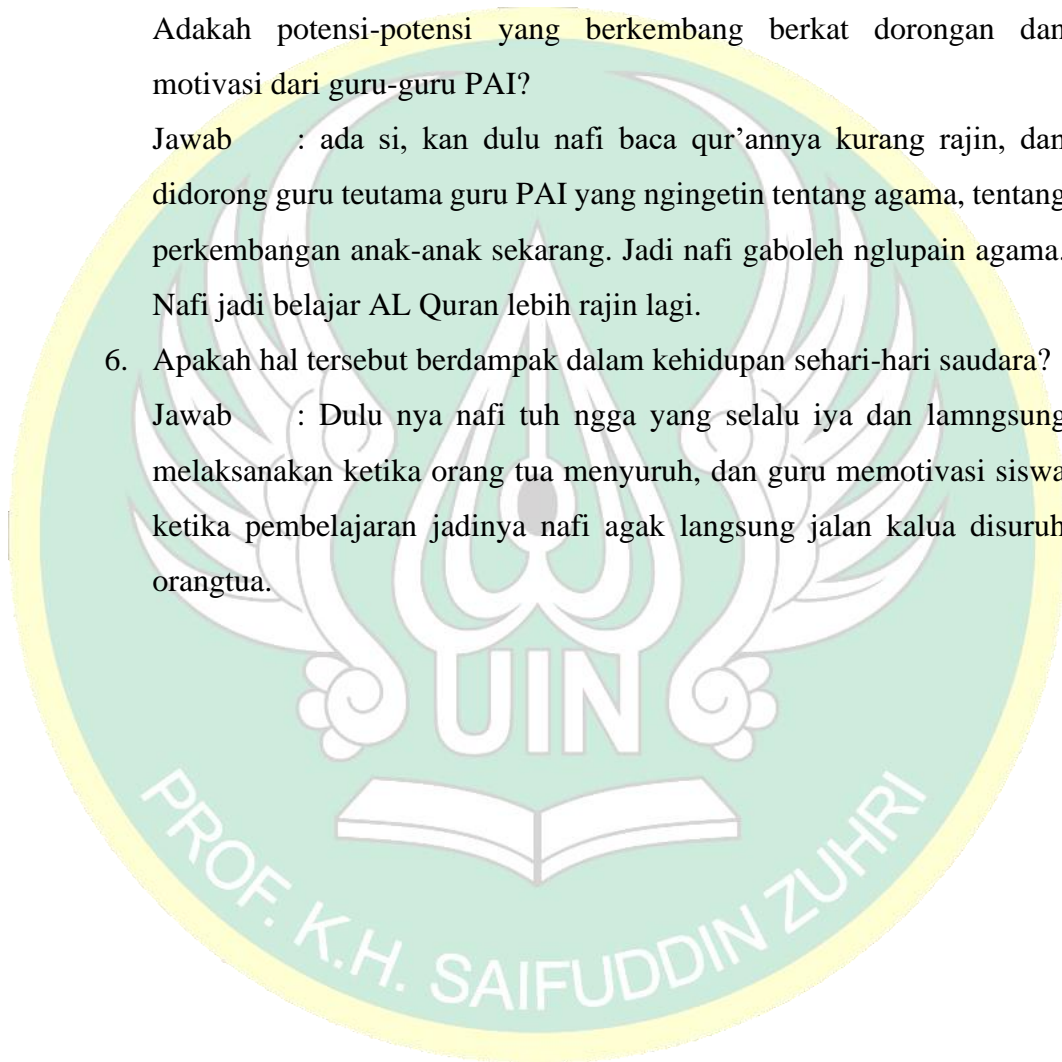 Adakah potensi-potensi yang berkembang berkat dorongan dan
motivasi dari guru-guru PAI?
Jawab : ada si, kan dulu nafi baca qur’annya kurang rajin, dan
didorong guru teutama guru PAI yang ngingetin tentang agama, tentang
perkembangan anak-anak sekarang. Jadi nafi gaboleh nglupain agama.
Nafi jadi belajar AL Quran lebih rajin lagi.
6. Apakah hal tersebut berdampak dalam kehidupan sehari-hari saudara?
Jawab : Dulu nya nafi tuh ngga yang selalu iya dan lamngsung
melaksanakan ketika orang tua menyuruh, dan guru memotivasi siswa
ketika pembelajaran jadinya nafi agak langsung jalan kalua disuruh
orangtua.
UIN
PROF. K.H. SAIFUDDIN ZUHRI